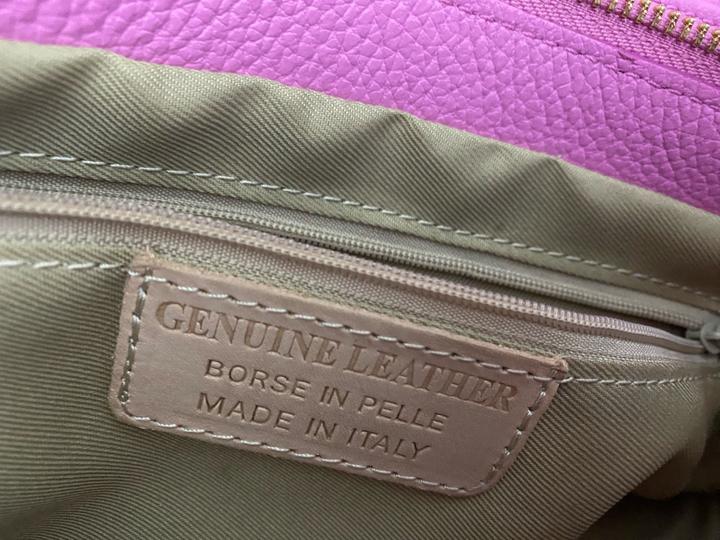 GENUINE LEATHER
BORSE IN PELLE
MADE IN ITALY